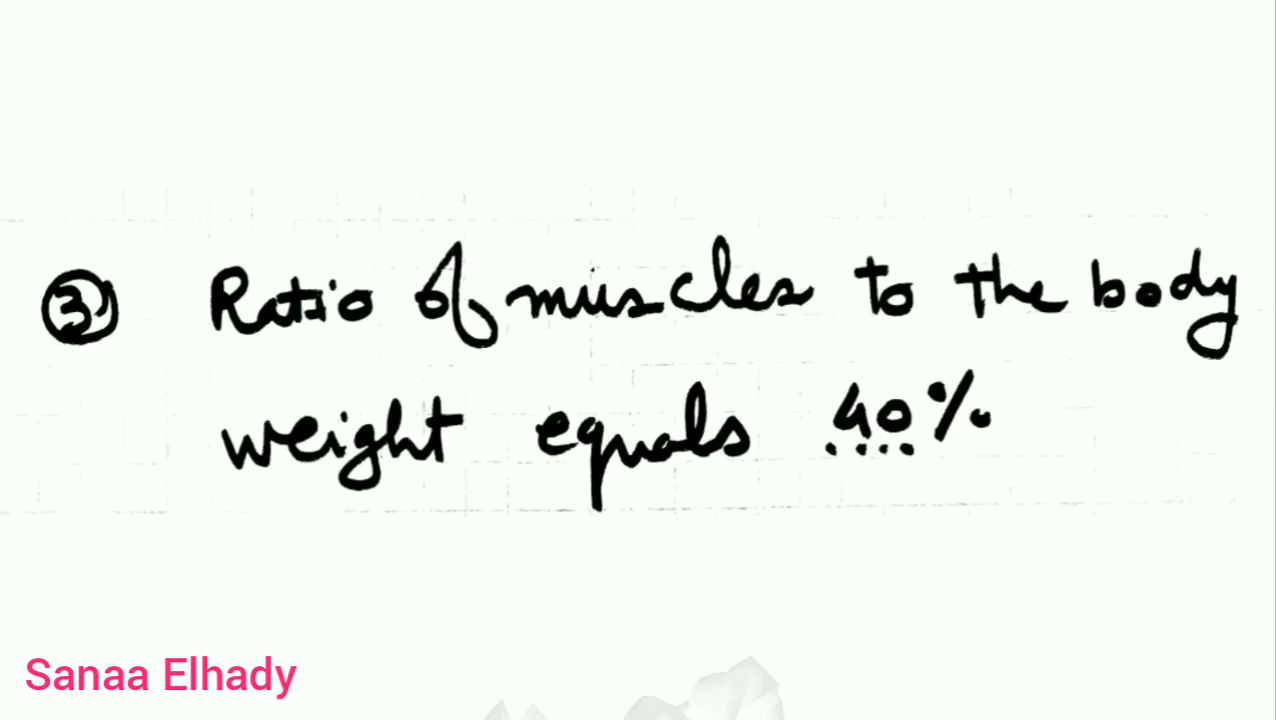 ③ Ratio of muscles to the body
weight equals 40%
Sanaa Elhady